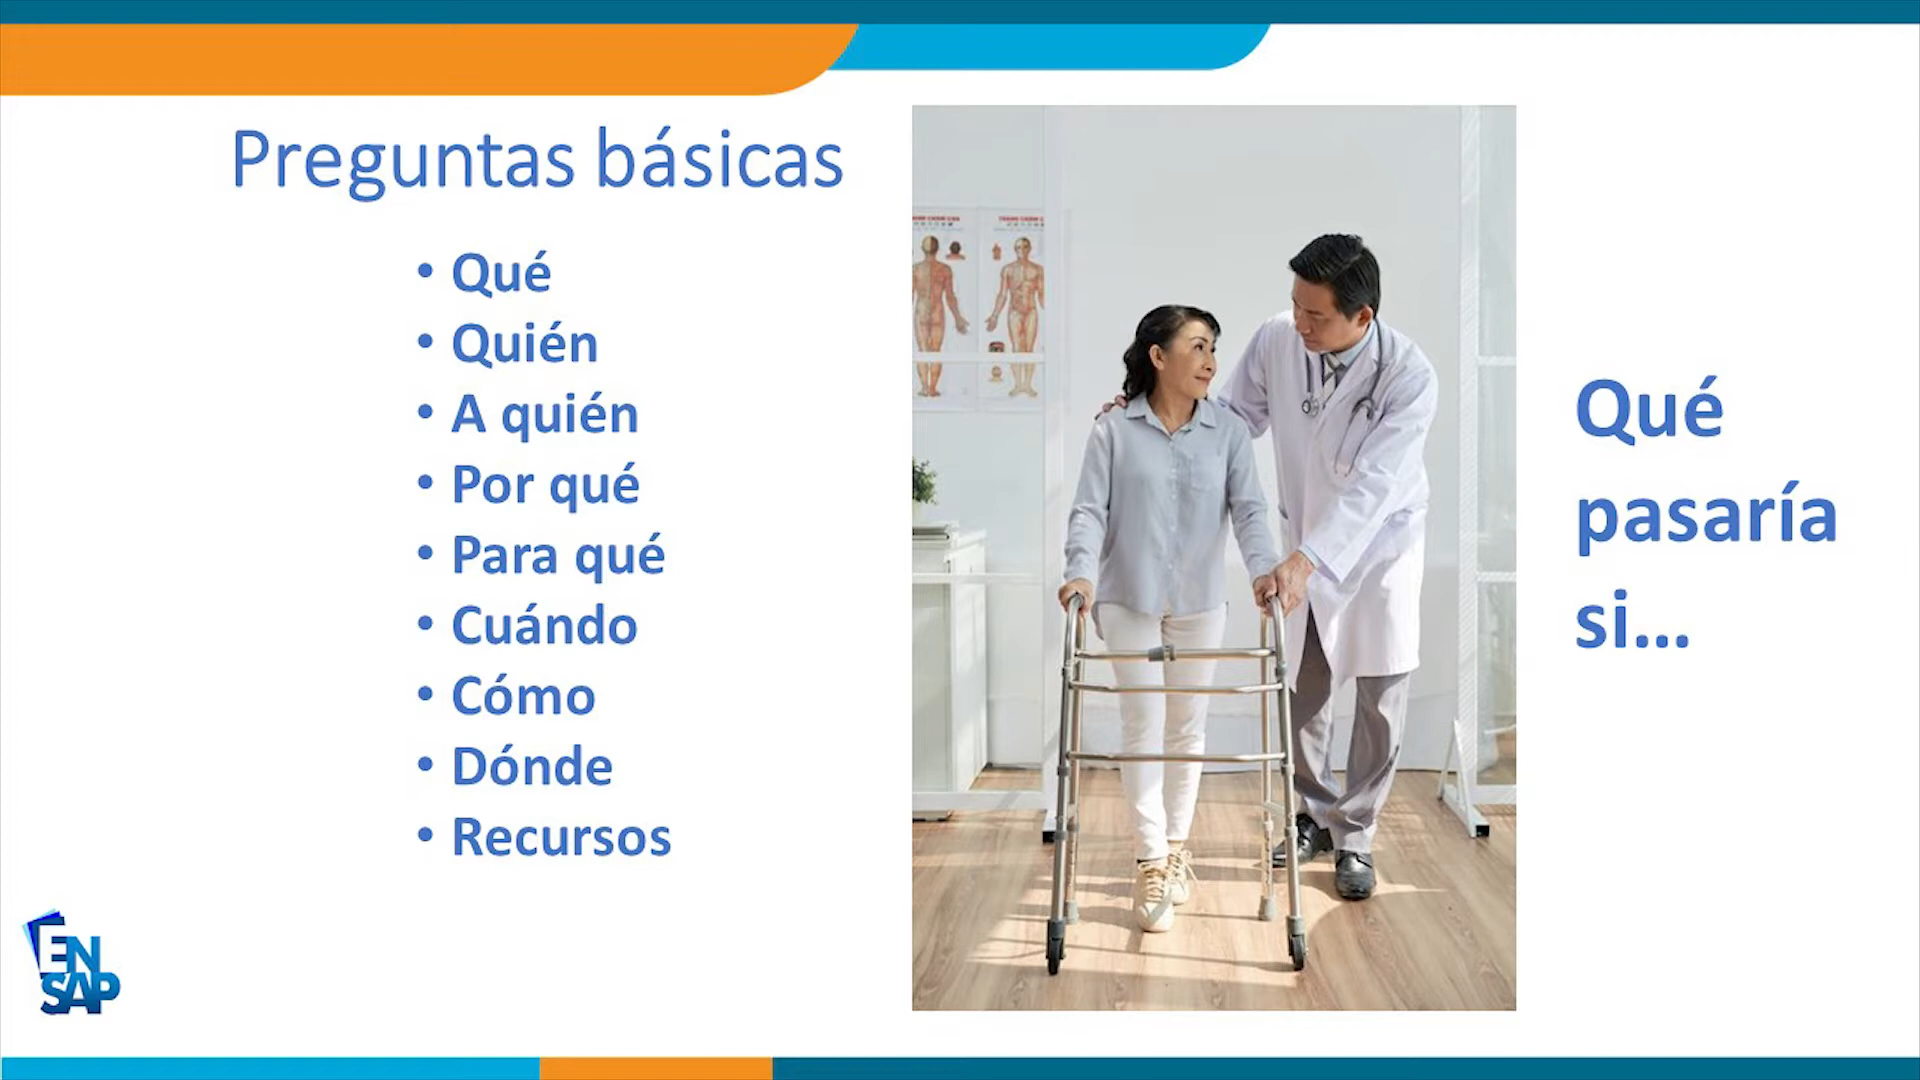 Preguntas básicas
• Qué
• Quién
• A quién
• Por qué
• Para qué
• Cuándo
• Cómo
• Dónde
• Recursos
Qué
pasaría
si...
EN
SAP